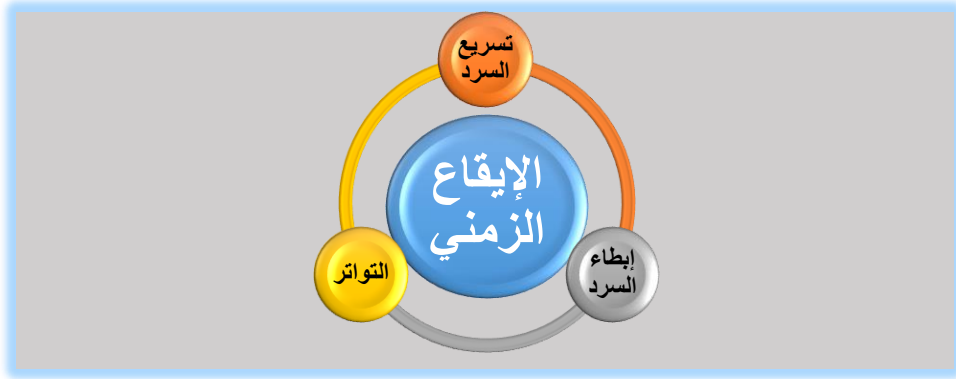 تسريع
السرد
الإيقاع
الزمني
إبطاء
السرد
التواتر